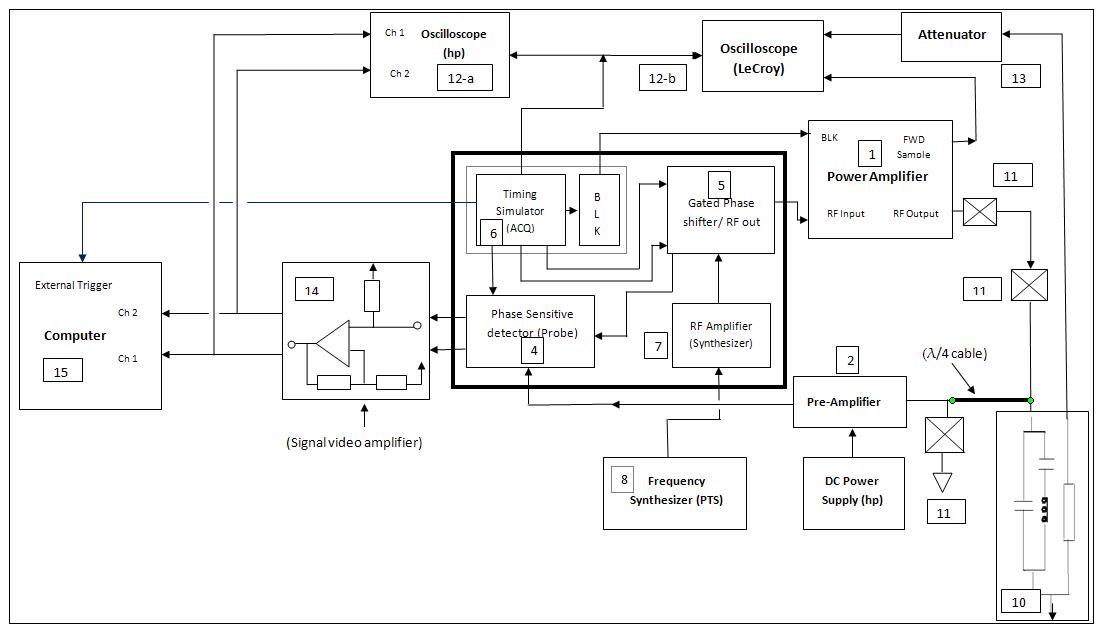 Ch 1
Oscilloscope
(hp)
Ch 2
12-a
12-b
Oscilloscope
(LeCroy)
Attenuator
13
BLK
FWD
Sample
1
Power Amplifier
RF Input
RF Output
11
11
Timing
Simulator
(ACQ)
6
B
L
K
5
Gated Phase
shifter/ RF out
External Trigger
Ch 2
Computer
Ch 1
15
14
(Signal video amplifier)
Phase Sensitive
detector (Probe)
4
7
RF Amplifier
(Synthesizer)
2
Pre-Amplifier
(λ/4 cable)
8
Frequency
Synthesizer (PTS)
DC Power
Supply (hp)
11
10